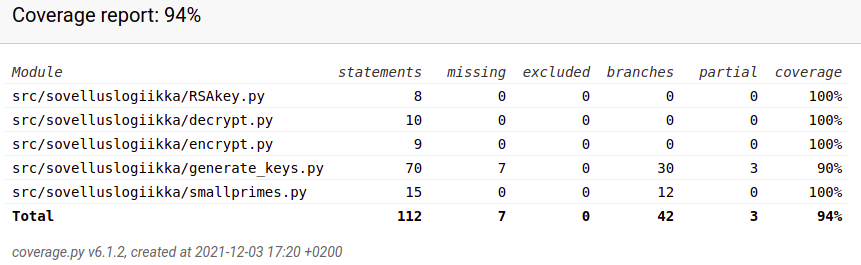 Coverage report: 94%
Module statements missing excluded branches partial coverage
src/sovelluslogiikka/RSAkey.py 8 0 0 0 0 100%
src/sovelluslogiikka/decrypt.py 10 0 0 0 0 100%
src/sovelluslogiikka/encrypt.py 9 0 0 0 0 100%
src/sovelluslogiikka/generate_keys.py 70 7 0 30 3 90%
src/sovelluslogiikka/smallprimes.py 15 0 0 12 0 100%
Total 112 7 0 42 3 94%
coverage.py v6.1.2, created at 2021-12-03 17:20 +0200